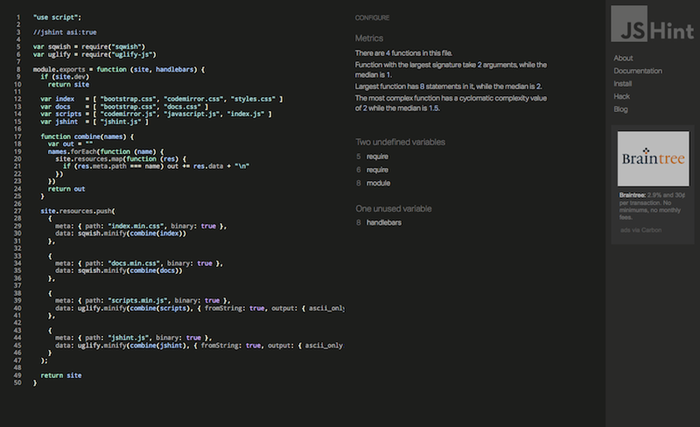 1 "use script";
2
3 //jshint asi:true
4
5 var sqwish = require("sqwish")
6 var uglify = require("uglify-js")
7
8 module.exports = function (site, handlebars) {
9 if (site.dev)
10 return site
11
12 var index = [ "bootstrap.css", "codemirror.css", "styles.css" ]
13 var docs = [ "bootstrap.css", "docs.css" ]
14 var scripts = [ "codemirror.js", "javascript.js", "index.js" ]
15 var jshint = [ "jshint.js" ]
16
17 function combine(names) {
18 var out = ""
19 names.forEach(function (name) {
20 site.resources.map(function (res) {
21 if (res.meta.path === name) out += res.data + "\n"
22 })
23 })
24 return out
25 }
26
27 site.resources.push(
28 {
29 meta: { path: "index.min.css", binary: true },
30 data: sqwish.minify(combine(index))
31 },
32
33 {
34 meta: { path: "docs.min.css", binary: true },
35 data: sqwish.minify(combine(docs))
36 },
37
38 {
39 meta: { path: "scripts.min.js", binary: true },
40 data: uglify.minify(combine(scripts), { fromString: true, output: { ascii_only
41 },
42
43 {
44 meta: { path: "jshint.js", binary: true },
45 data: uglify.minify(combine(jshint), { fromString: true, output: { ascii_only
46 }
47 );
48
49 return site
50 }
CONFIGURE
Metrics
There are 4 functions in this file.
Function with the largest signature take 2 arguments, while the
median is 1.
Largest function has 8 statements in it, while the median is 2.
The most complex function has a cyclomatic complexity value
of 2 while the median is 1.5.
Two undefined variables
5 require
6 require
8 module
One unused variable
8 handlebars
JSHint
About
Documentation
Install
Hack
Blog
Braintree
Braintree: 2.9% and 30¢
per transaction. No
minimums, no monthly
fees.
ads via Carbon